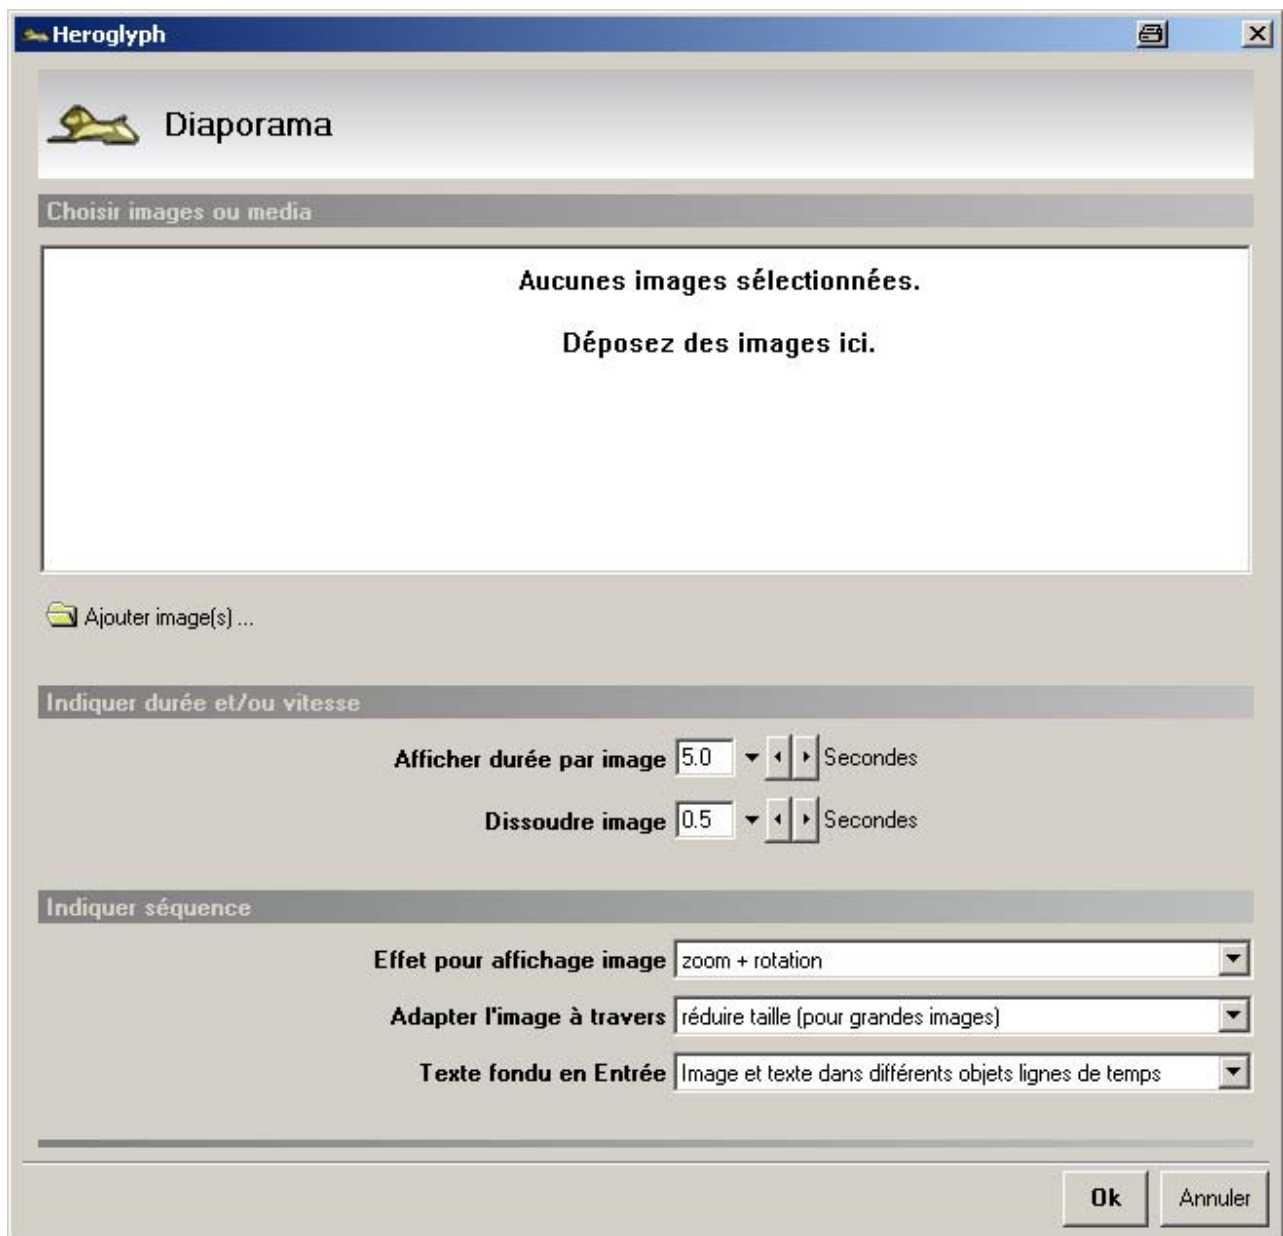 Heroglyph
Diaporama
Choisir images ou media
Aucunes images sélectionnées.
Déposez des images ici.
Ajouter image(s) ...
Indiquer durée et/ou vitesse
Afficher durée par image 5.0 Secondes
Dissoudre image 0.5 Secondes
Indiquer séquence
Effet pour affichage image zoom + rotation
Adapter l'image à travers réduire taille (pour grandes images)
Texte fondu en Entrée Image et texte dans différents objets lignes de temps
Ok Annuler